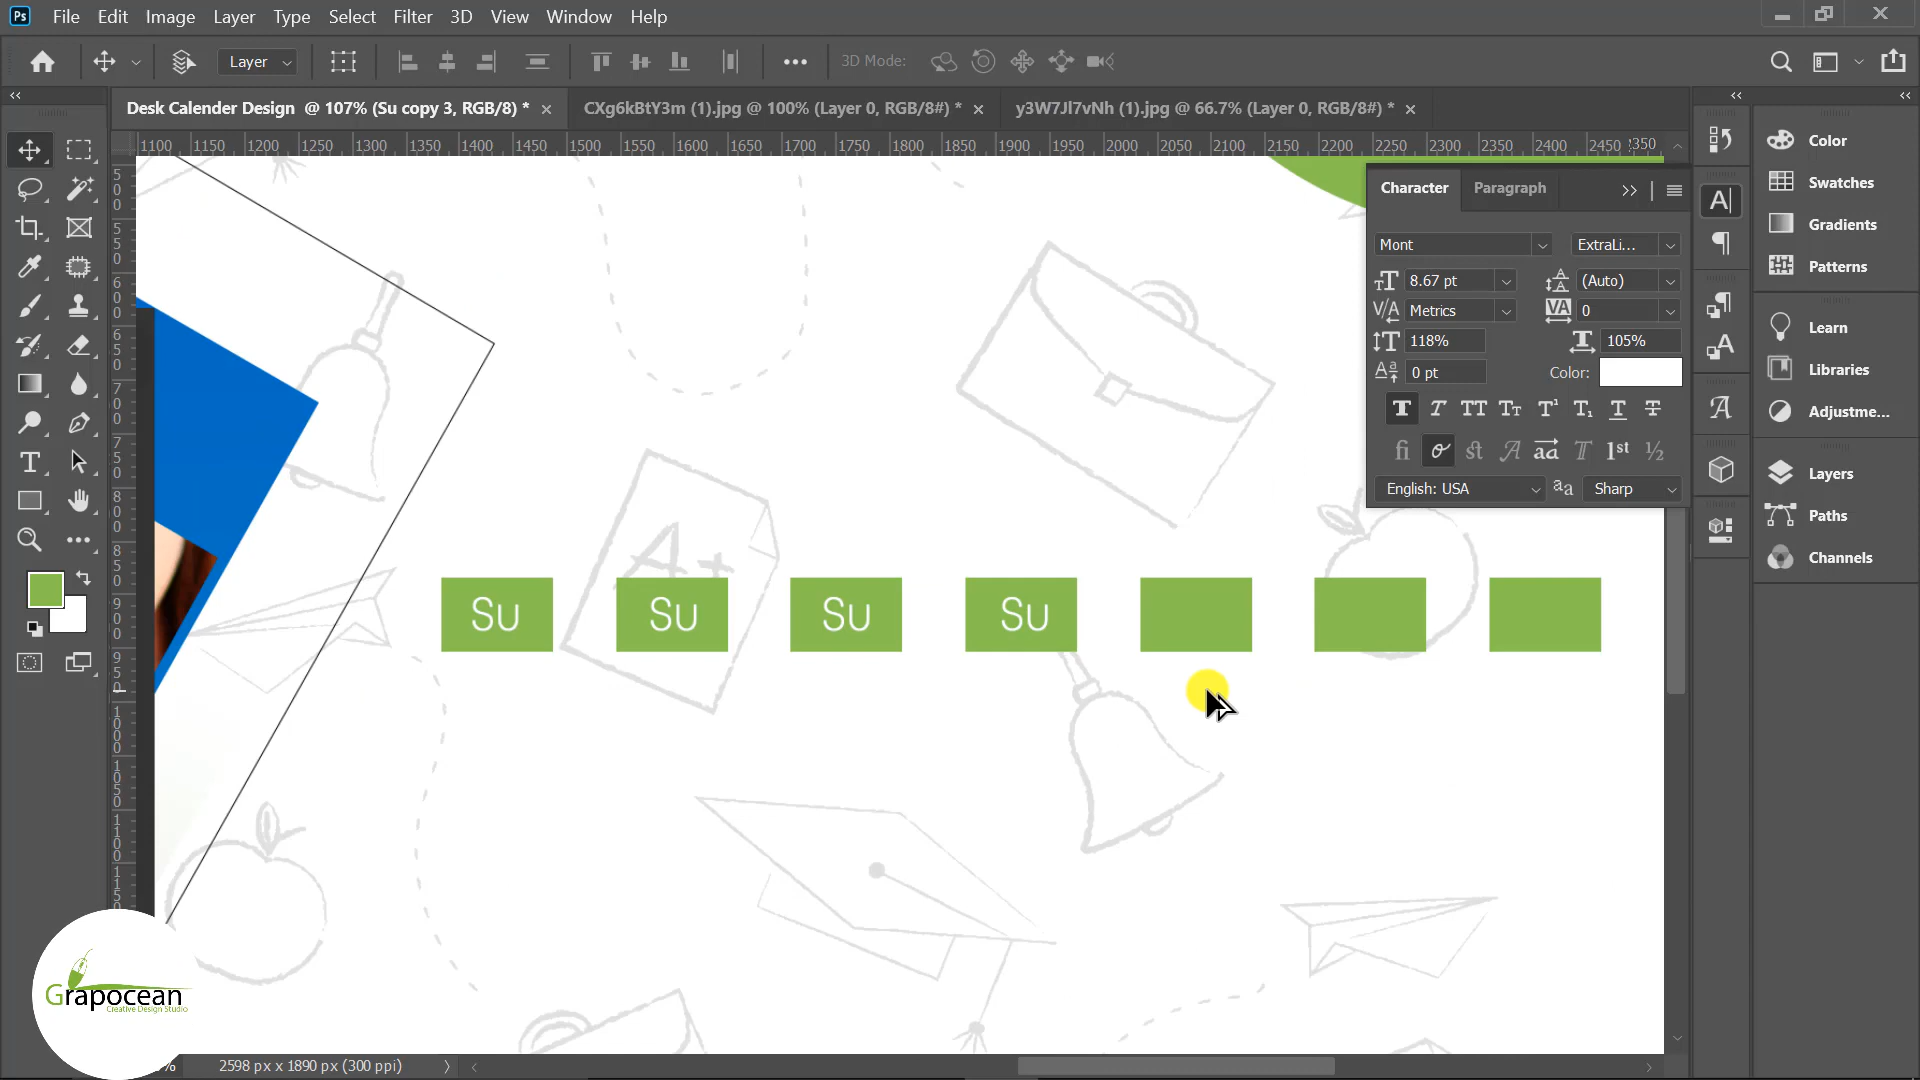 Ps File Edit Image Layer Type Select Filter 3D View Window Help
Layer 3D Mode:
Desk Calender Design @ 107% (Su copy 3, RGB/8) * CXg6kBtY3m (1).jpg @ 100% (Layer 0, RGB/8#) * y3W7Jl7vNh (1).jpg @ 66.7% (Layer 0, RGB/8#) *
1100 1150 1200 1250 1300 1350 1400 1450 1500 1550 1600 1650 1700 1750 1800 1850 1900 1950 2000 2050 2100 2150 2200 2250 2300 2350 2400 2450
Character Paragraph
Mont ExtraLi...
8.67 pt (Auto)
Metrics 0
118% 105%
0 pt Color:
English: USA Sharp
Color
Swatches
Gradients
Patterns
Learn
Libraries
Adjustme...
Layers
Paths
Channels
A+
Su Su Su Su
Grapocean
Creative Design Studio
2598 px x 1890 px (300 ppi)